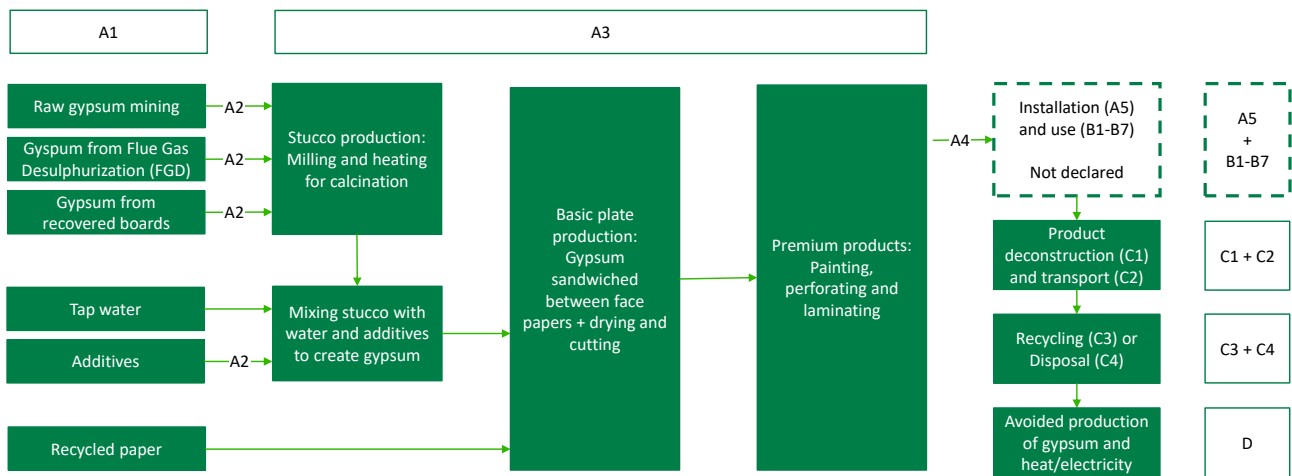 A1
A3
Raw gypsum mining
A2
Gyspum from Flue Gas
Desulphurization (FGD)
A2
Gypsum from
recovered boards
A2
Stucco production:
Milling and heating
for calcination
Tap water
Additives
A2
Mixing stucco with
water and additives
to create gypsum
Recycled paper
Basic plate
production:
Gypsum
sandwiched
between face
papers + drying and
cutting
Premium products:
Painting,
perforating and
laminating
A4
Installation (A5)
and use (B1-B7)
Not declared
A5
+
B1-B7
Product
deconstruction (C1)
and transport (C2)
C1 + C2
Recycling (C3) or
Disposal (C4)
C3 + C4
Avoided production
of gypsum and
heat/electricity
D